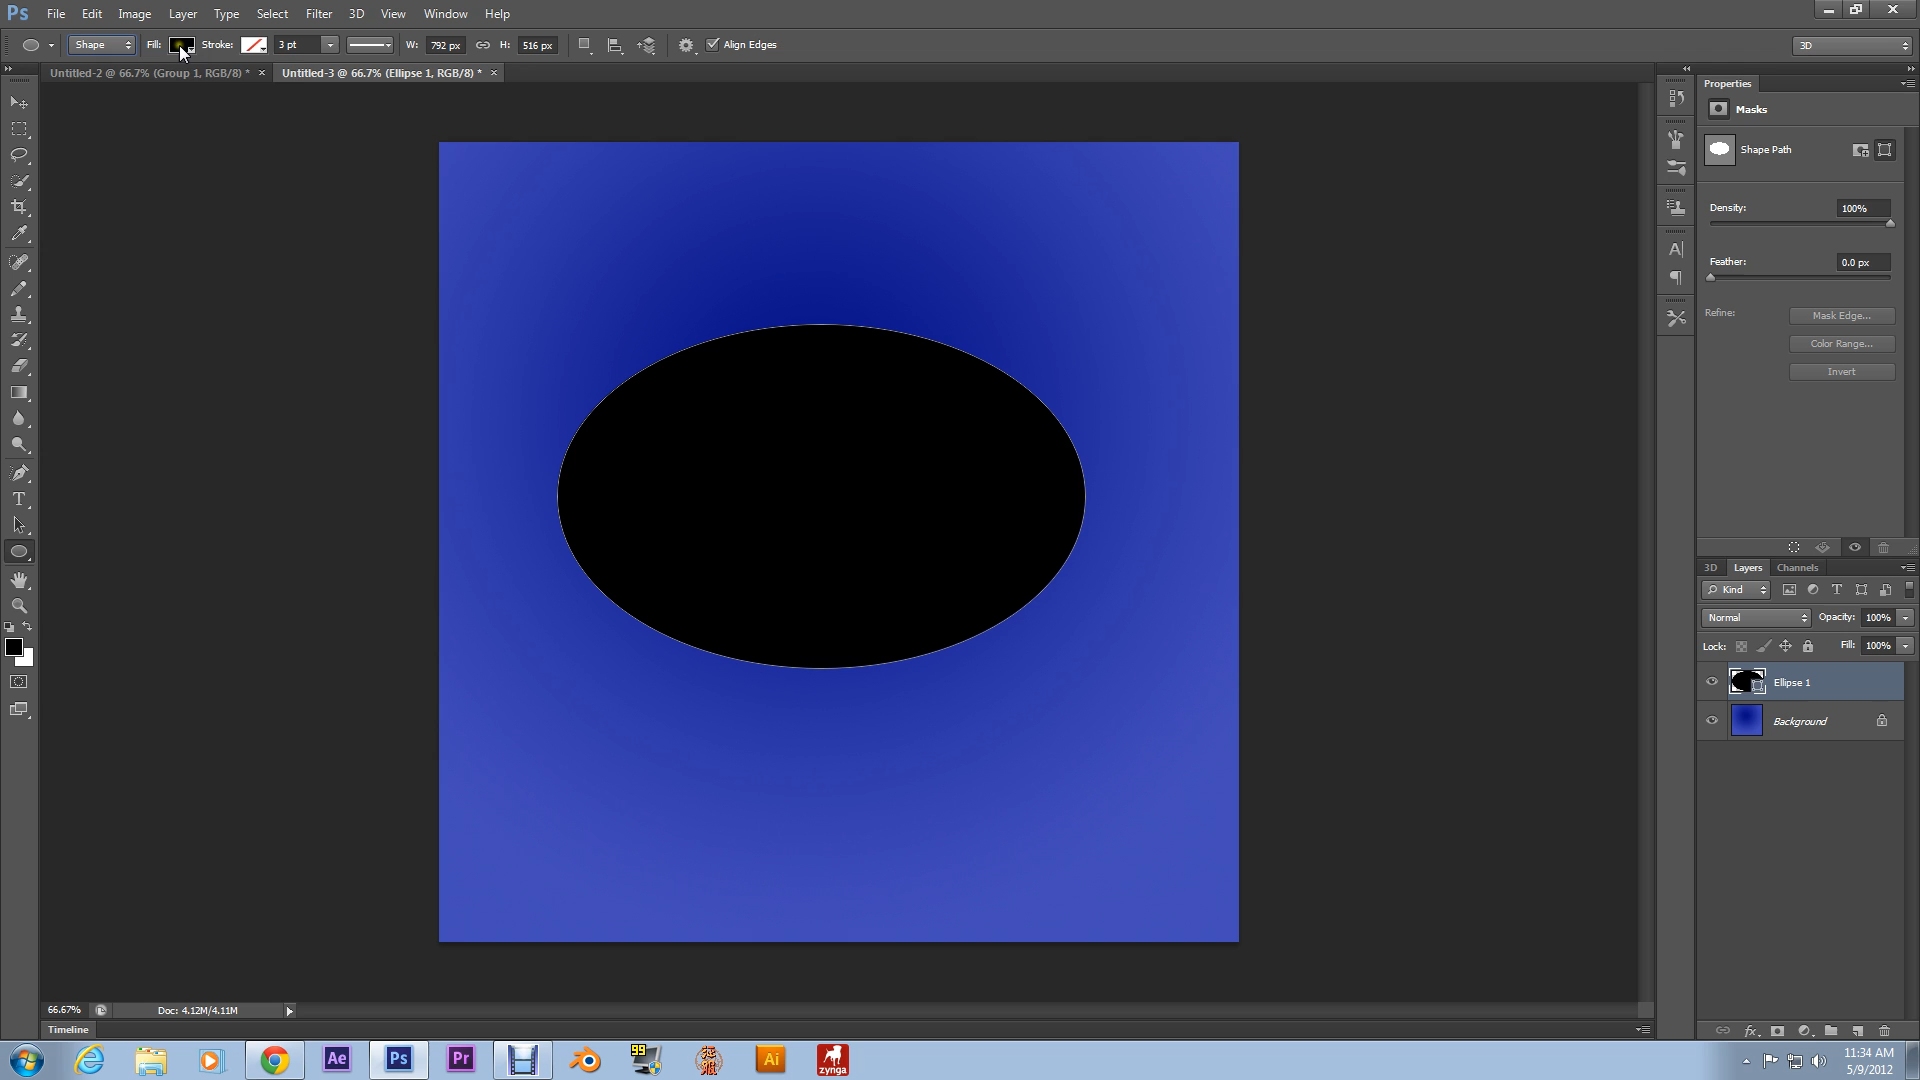 Ps File Edit Image Layer Type Select Filter 3D View Window Help
Shape Fill: Stroke: 3 pt W: 792 px H: 516 px Align Edges 3D
Untitled-2 @ 66.7% (Group 1, RGB/8) * × Untitled-3 @ 66.7% (Ellipse 1, RGB/8) * ×
Properties
Masks
Shape Path
Density: 100%
Feather: 0.0 px
Refine: Mask Edge...
Color Range...
Invert
3D Layers Channels
Kind
Normal Opacity: 100%
Lock: Fill: 100%
Ellipse 1
Background
66.67% Doc: 4.12M/4.11M
Timeline
Ae Ps Pr 99 Ai zynga
11:34 AM
5/9/2012